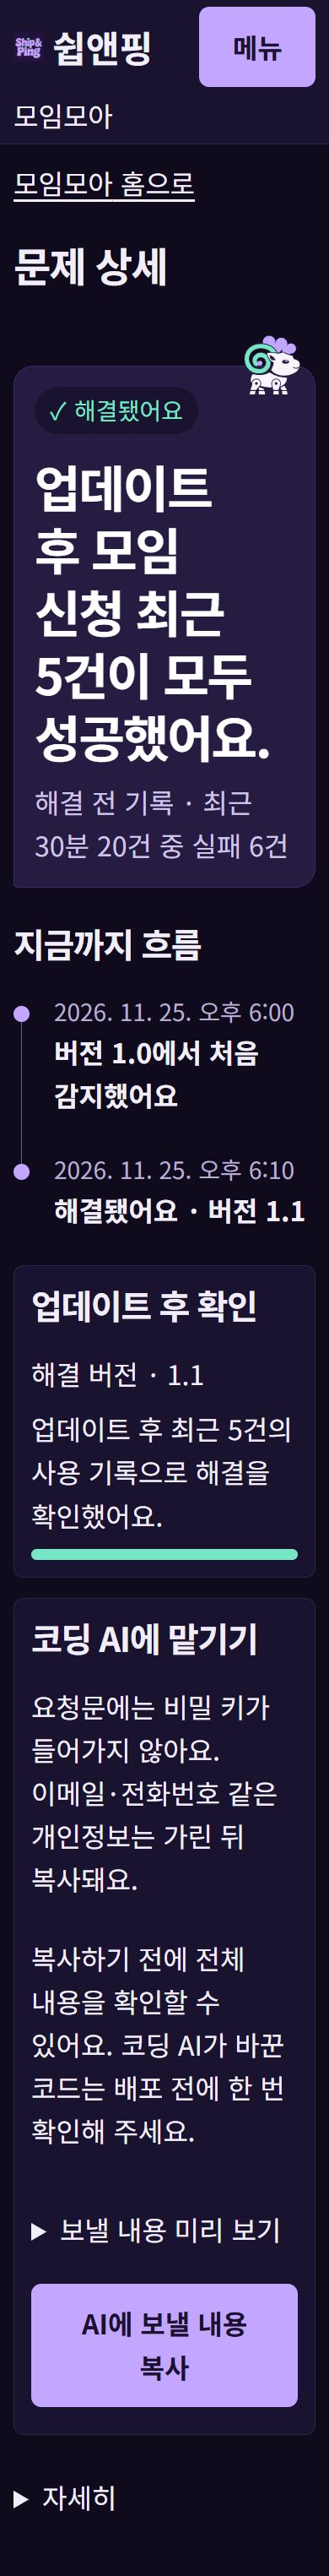 Ship&
Ping
쉽앤핑
메뉴
모임모아
모임모아 홈으로
문제 상세
✓ 해결됐어요
업데이트
후 모임
신청 최근
5건이 모두
성공했어요.
해결 전 기록 · 최근
30분 20건 중 실패 6건
지금까지 흐름
2026. 11. 25. 오후 6:00
버전 1.0에서 처음
감지했어요
2026. 11. 25. 오후 6:10
해결됐어요 · 버전 1.1
업데이트 후 확인
해결 버전 · 1.1
업데이트 후 최근 5건의
사용 기록으로 해결을
확인했어요.
코딩 AI에 맡기기
요청문에는 비밀 키가
들어가지 않아요.
이메일·전화번호 같은
개인정보는 가린 뒤
복사돼요.
복사하기 전에 전체
내용을 확인할 수
있어요. 코딩 AI가 바꾼
코드는 배포 전에 한 번
확인해 주세요.
▶ 보낼 내용 미리 보기
AI에 보낼 내용
복사
▶ 자세히